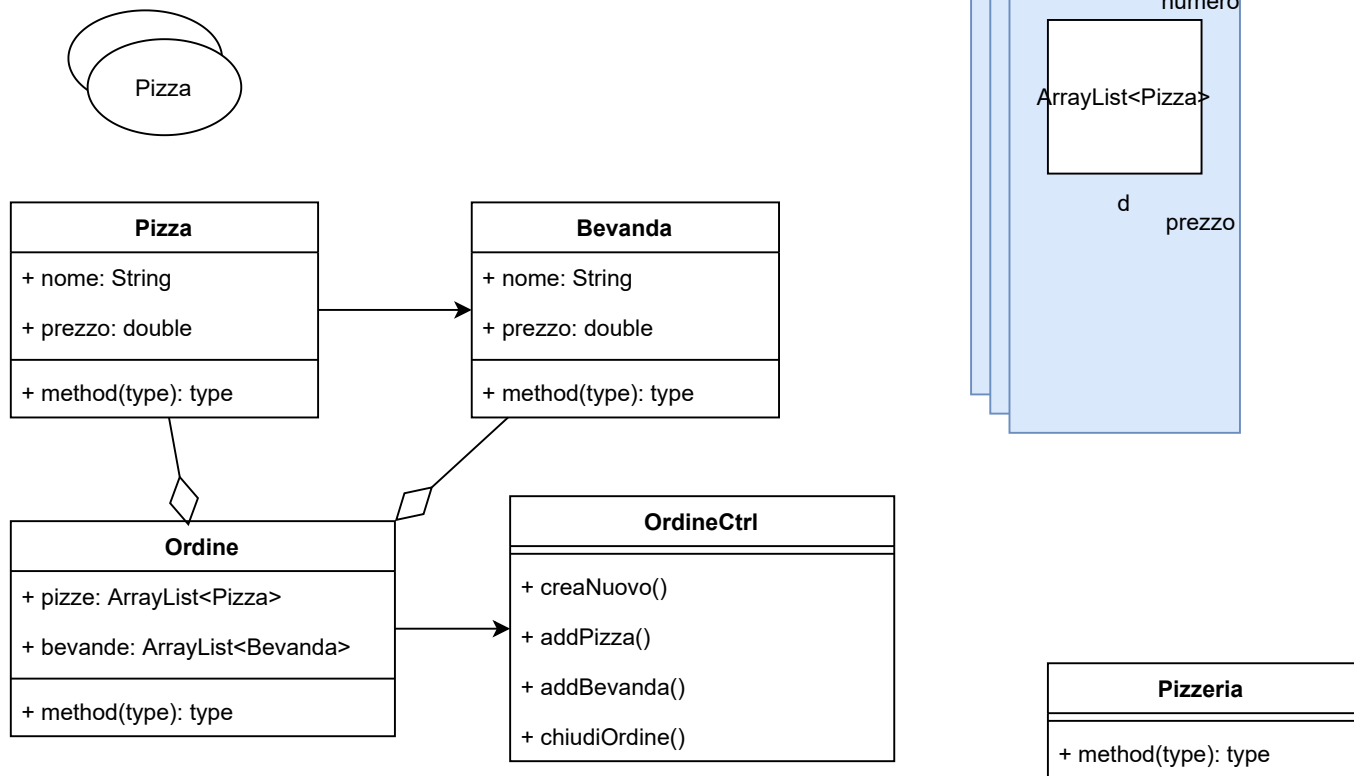 numero
Pizza
ArrayList<Pizza>
d
prezzo
Pizza
+ nome: String
+ prezzo: double
+ method(type): type
Bevanda
+ nome: String
+ prezzo: double
+ method(type): type
Ordine
+ pizze: ArrayList<Pizza>
+ bevande: ArrayList<Bevanda>
+ method(type): type
OrdineCtrl
+ creaNuovo()
+ addPizza()
+ addBevanda()
+ chiudiOrdine()
Pizzeria
+ method(type): type